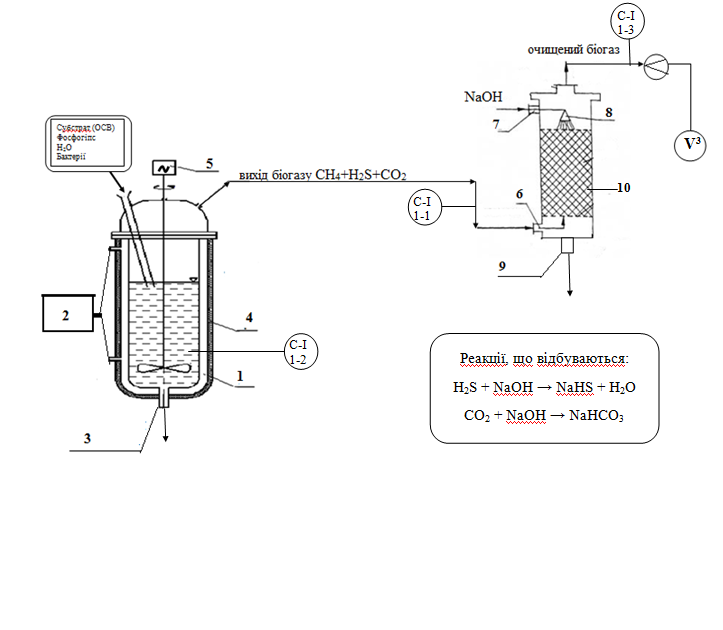 C-I
1-3
очищений біогаз
NaOH
7
8
V³
Субстрат (ОСВ)
Фосфогіпс
H₂O
Бактерії
5
вихід біогазу CH4+H2S+CO2
C-I
1-1
6
10
9
2
4
C-I
1-2
1
3
Реакції, що відбуваються:
H₂S + NaOH → NaHS + H₂O
CO₂ + NaOH → NaHCO₃